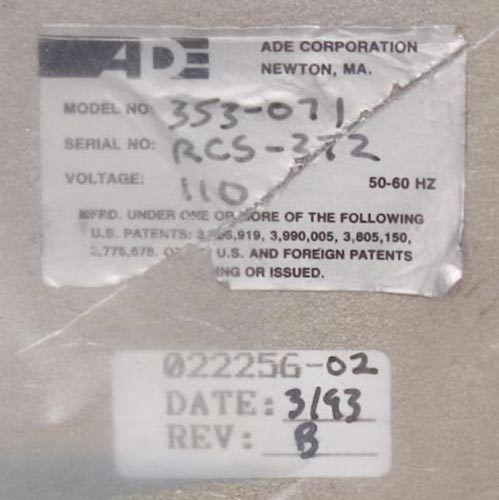 ADE
ADE CORPORATION
NEWTON, MA.
MODEL NO: 353-071
SERIAL NO: RCS-372
VOLTAGE: 110 50-60 HZ
MFRD. UNDER ONE OR MORE OF THE FOLLOWING
U.S. PATENTS: 3,990,005, 3,805,150,
U.S. AND FOREIGN PATENTS
OR ISSUED.
022256-02
DATE: 3/93
REV: B